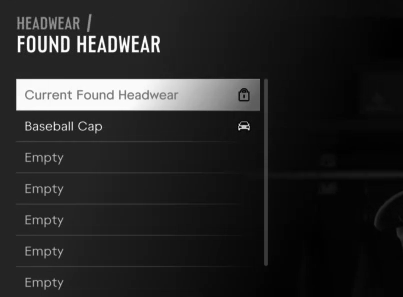 HEADWEAR /
FOUND HEADWEAR
Current Found Headwear
Baseball Cap
Empty
Empty
Empty
Empty
Empty